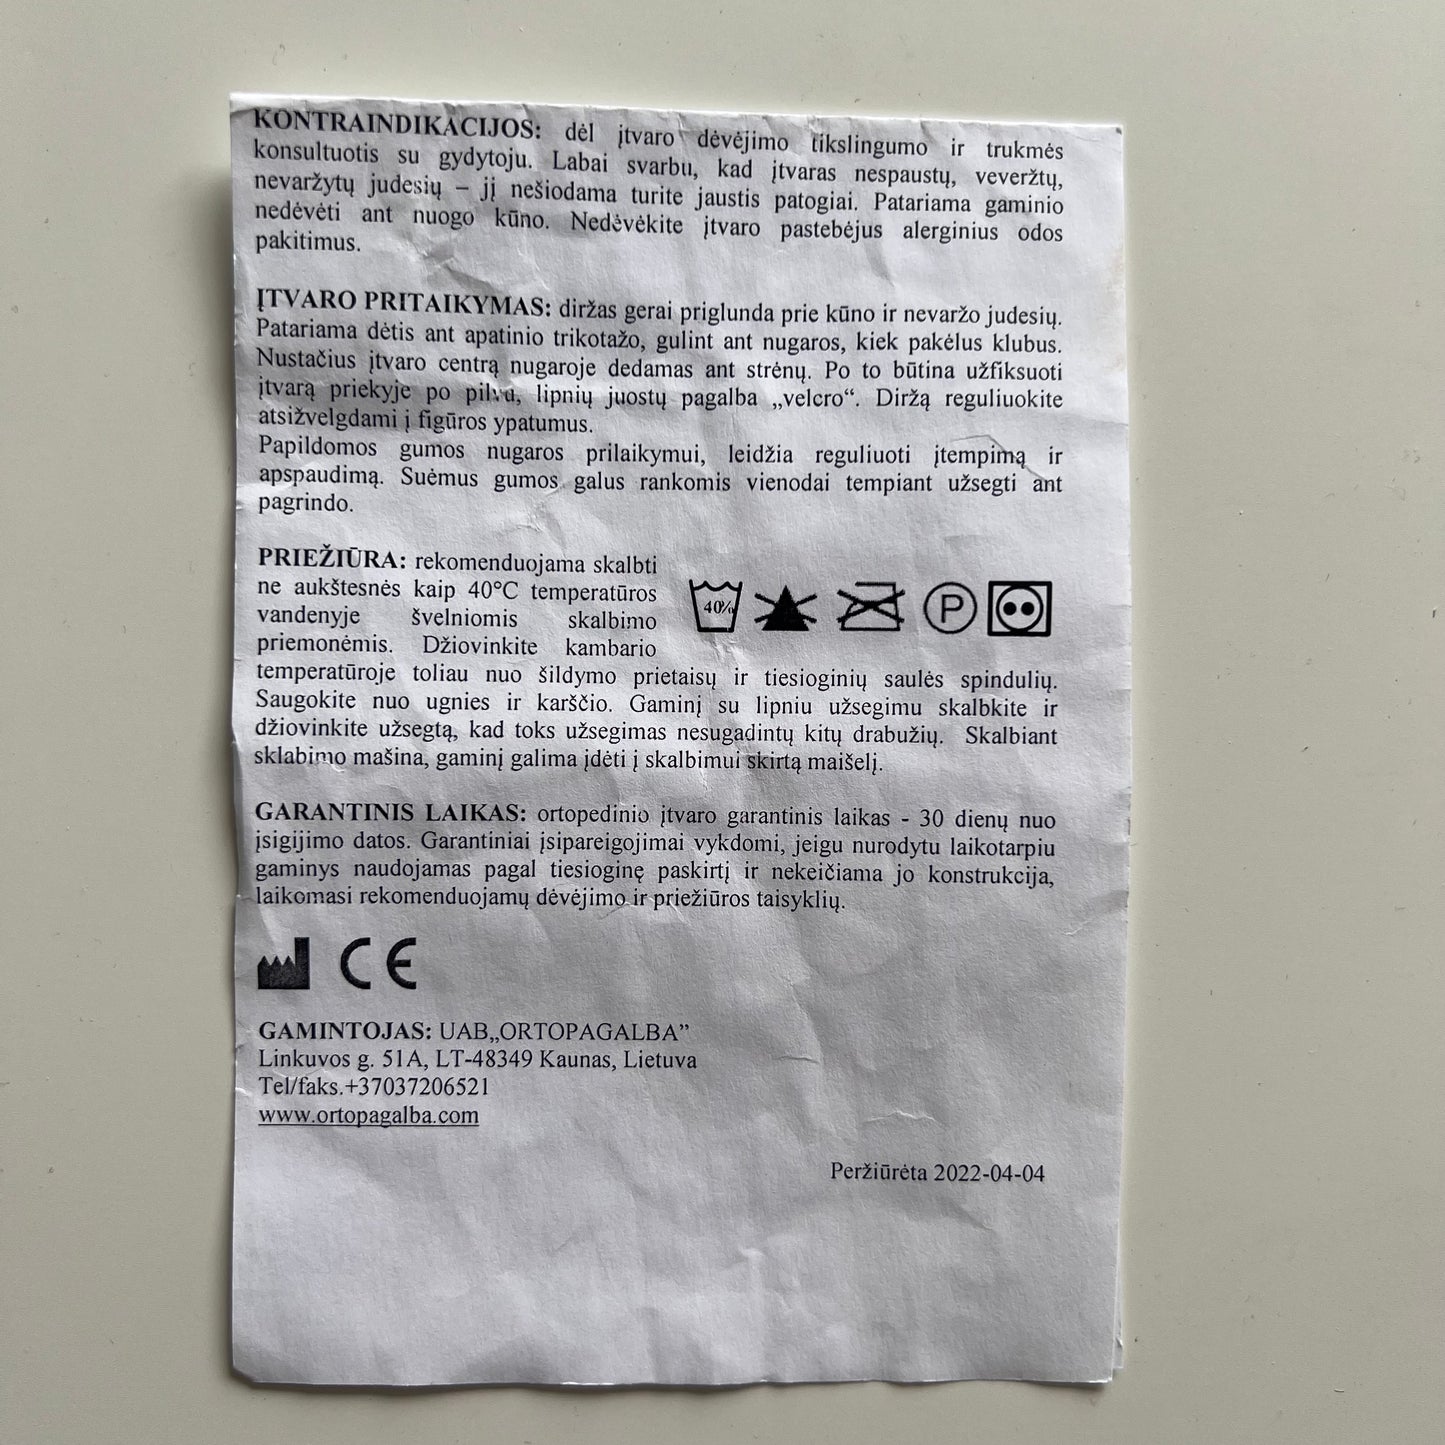 KONTRAINDIKACIJOS: dėl įtvaro dėvėjimo tikslingumo ir trukmės
konsultuotis su gydytoju. Labai svarbu, kad įtvaras nespaustų, veveržtų,
nevaržytų judesių – jį nešiodama turite jaustis patogiai. Patariama gaminio
nedėvėti ant nuogo kūno. Nedėvėkite įtvaro pastebėjus alerginius odos
pakitimus.
ĮTVARO PRITAIKYMAS: diržas gerai priglunda prie kūno ir nevaržo judesių.
Patariama dėtis ant apatinio trikotažo, gulint ant nugaros, kiek pakėlus klubus.
Nustačius įtvaro centrą nugaroje dedamas ant strėnų. Po to būtina užfiksuoti
įtvarą priekyje po pilvu, lipnių juostų pagalba „velcro“. Diržą reguliuokite
atsižvelgdami į figūros ypatumus.
Papildomos gumos nugaros prilaikymui, leidžia reguliuoti įtempimą ir
apspaudimą. Suėmus gumos galus rankomis vienodai tempiant užsegti ant
pagrindo.
PRIEŽIŪRA: rekomenduojama skalbti
ne aukštesnės kaip 40°C temperatūros
vandenyje švelniomis skalbimo
priemonėmis. Džiovinkite kambario
40%
P
temperatūroje toliau nuo šildymo prietaisų ir tiesioginių saulės spindulių.
Saugokite nuo ugnies ir karščio. Gaminį su lipniu užsegimu skalbkite ir
džiovinkite užsegtą, kad toks užsegimas nesugadintų kitų drabužių. Skalbiant
sklabimo mašina, gaminį galima įdėti į skalbimui skirtą maišelį.
GARANTINIS LAIKAS: ortopedinio įtvaro garantinis laikas - 30 dienų nuo
įsigijimo datos. Garantiniai įsipareigojimai vykdomi, jeigu nurodytu laikotarpiu
gaminys naudojamas pagal tiesioginę paskirtį ir nekeičiama jo konstrukcija,
laikomasi rekomenduojamų dėvėjimo ir priežiūros taisyklių.
CE
GAMINTOJAS: UAB„ORTOPAGALBA”
Linkuvos g. 51A, LT-48349 Kaunas, Lietuva
Tel/faks.+37037206521
www.ortopagalba.com
Peržiūrėta 2022-04-04